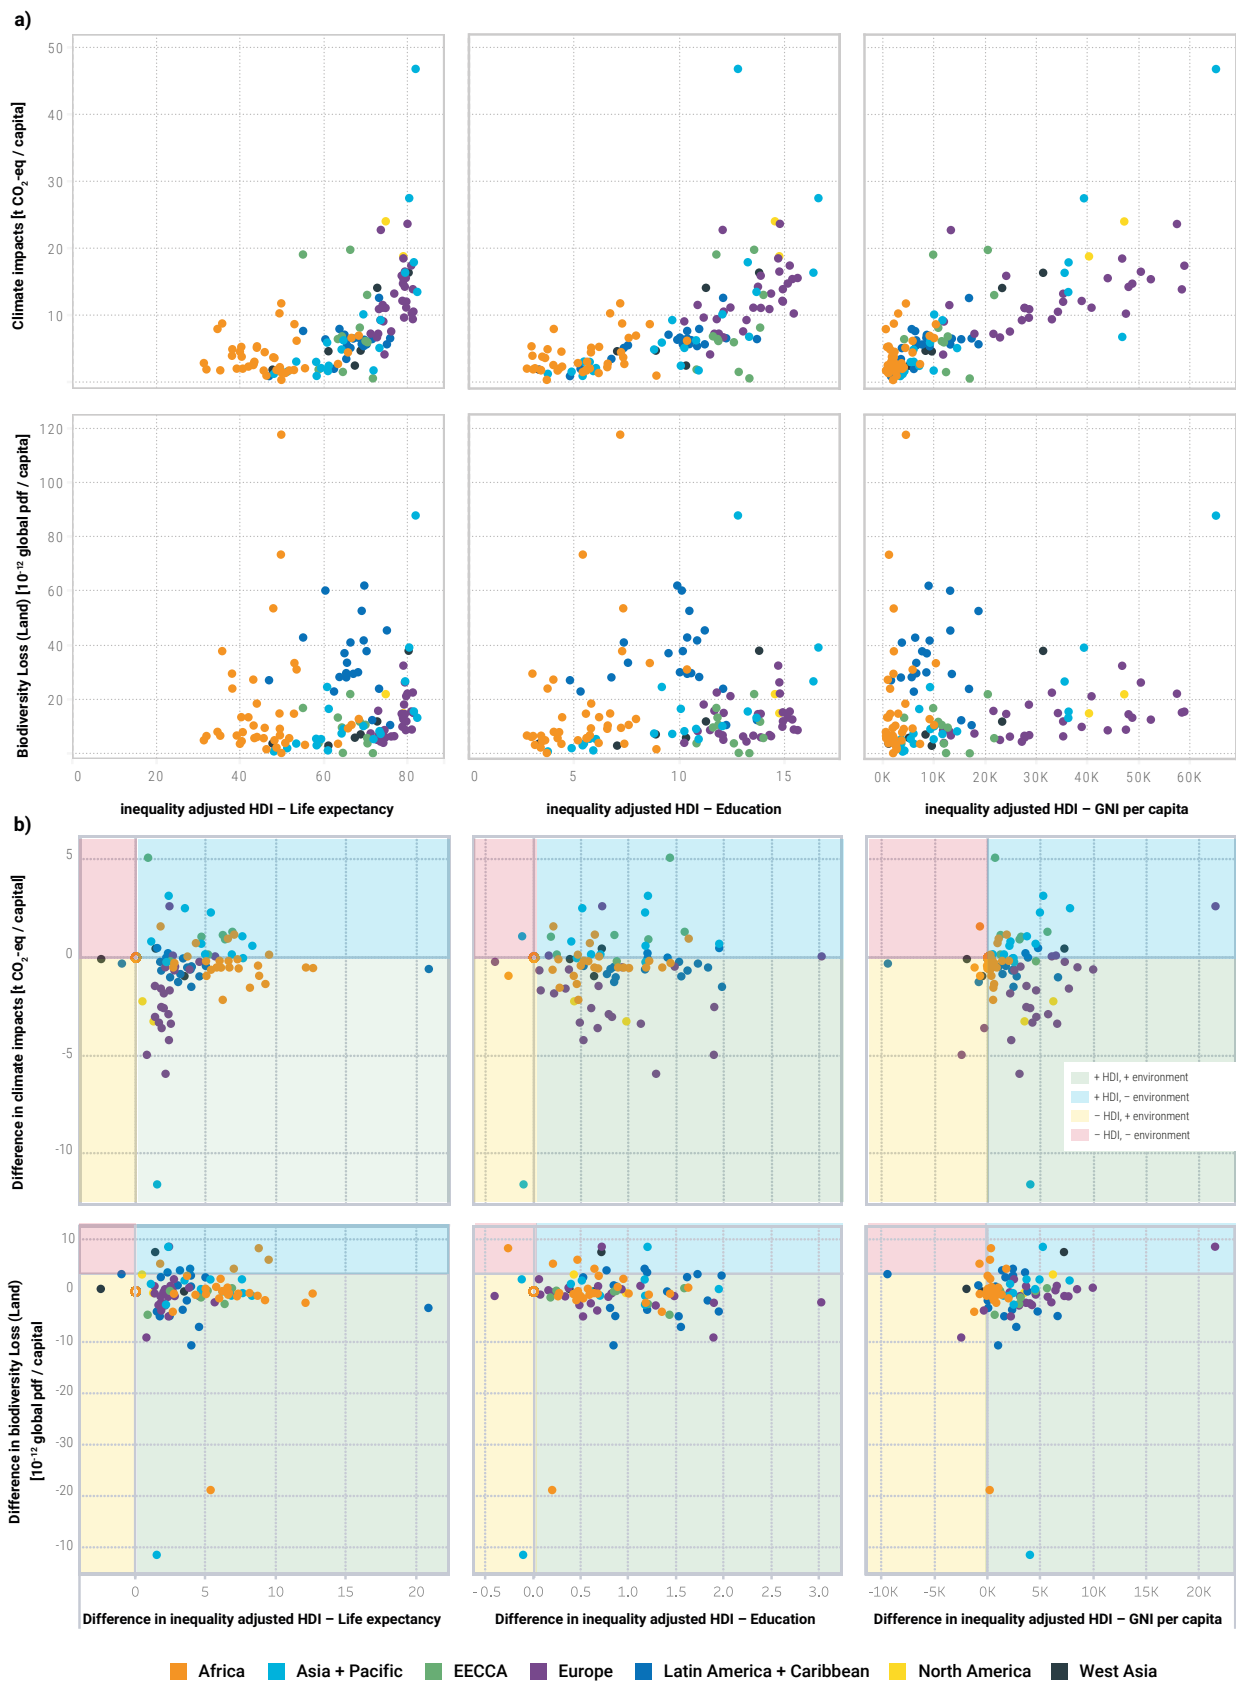 a)
Climate impacts [t CO₂-eq / capita]
50
40
30
20
10
Biodiversity Loss (Land) [10⁻¹² global pdf / capita]
120
100
80
60
40
20
0
0
20
40
60
80
0
5
10
15
0K
10K
20K
30K
40K
50K
60K
inequality adjusted HDI – Life expectancy
inequality adjusted HDI – Education
inequality adjusted HDI – GNI per capita
b)
Difference in climate impacts [t CO₂-eq / capital]
5
0
-5
-10
+ HDI, + environment
+ HDI, – environment
– HDI, + environment
– HDI, – environment
Difference in biodiversity Loss (Land)
[10⁻¹² global pdf / capital
10
0
-10
-20
-30
-20
-10
0
5
10
15
20
-0.5
0.0
0.5
1.0
1.5
2.0
2.5
3.0
-10K
-5K
0K
5K
10K
15K
20K
Difference in inequality adjusted HDI – Life expectancy
Difference in inequality adjusted HDI – Education
Difference in inequality adjusted HDI – GNI per capita
Africa
Asia + Pacific
EECCA
Europe
Latin America + Caribbean
North America
West Asia